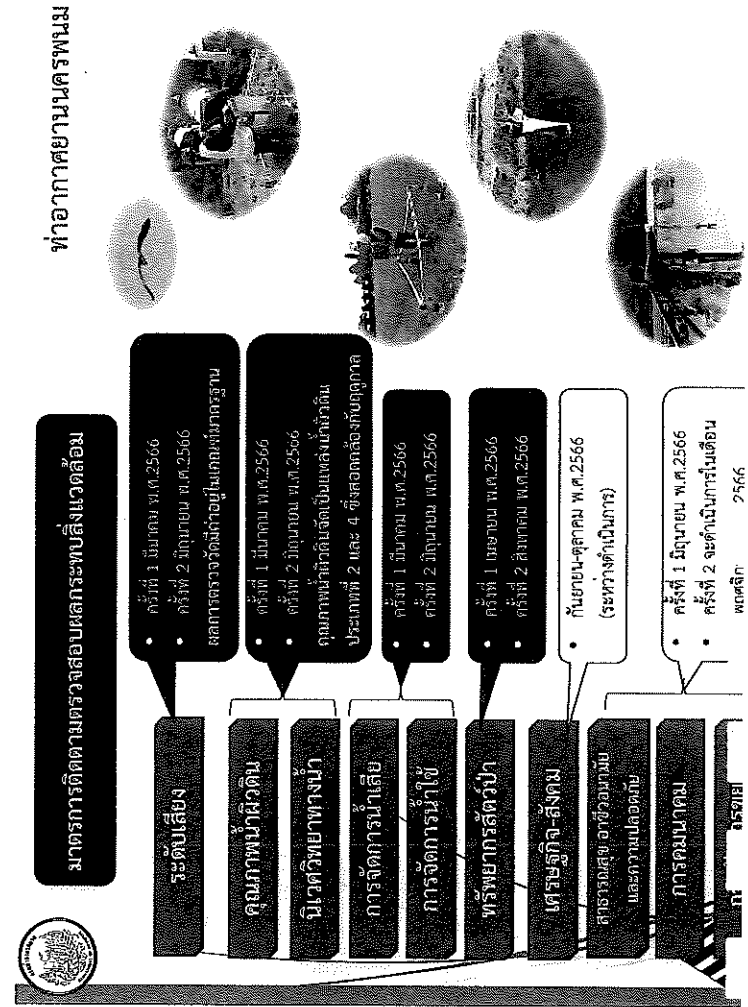 ท่าอากาศยานนครพนม
มาตรการติดตามตรวจสอบผลกระทบสิ่งแวดล้อม
ระดับเสียง
• ครั้งที่ 1 มีนาคม พ.ศ.2566
• ครั้งที่ 2 มิถุนายน พ.ศ.2566
ผลการตรวจวัดมีค่าอยู่ในเกณฑ์มาตรฐาน
คุณภาพน้ำผิวดิน
นิเวศวิทยาทางน้ำ
• ครั้งที่ 1 มีนาคม พ.ศ.2566
• ครั้งที่ 2 มิถุนายน พ.ศ.2566
คุณภาพน้ำผิวดินจัดเป็นแหล่งน้ำผิวดิน
ประเภทที่ 2 และ 4 ซึ่งสอดคล้องกับฤดูกาล
การจัดการน้ำเสีย
การจัดการน้ำใช้
• ครั้งที่ 1 มีนาคม พ.ศ.2566
• ครั้งที่ 2 มิถุนายน พ.ศ.2566
ทรัพยากรสัตว์ป่า
• ครั้งที่ 1 เมษายน พ.ศ.2566
• ครั้งที่ 2 สิงหาคม พ.ศ.2566
เศรษฐกิจ-สังคม
• กันยายน-ตุลาคม พ.ศ.2566
(ระหว่างดำเนินการ)
สาธารณสุข อาชีวอนามัย
และความปลอดภัย
การคมนาคม
• ครั้งที่ 1 มิถุนายน พ.ศ.2566
• ครั้งที่ 2 จะดำเนินการในเดือน
2566